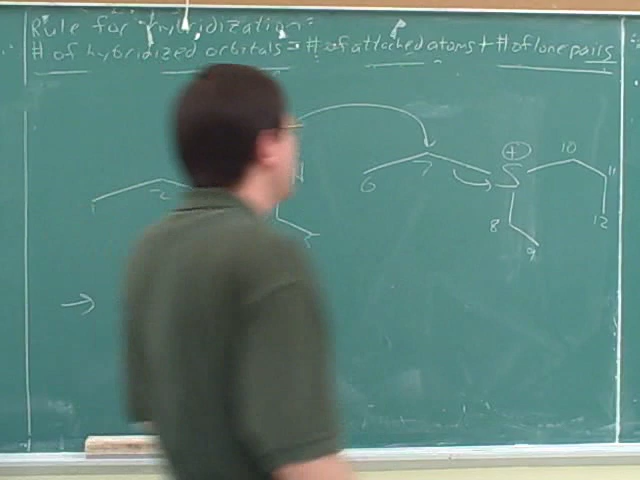 Rule for hybridization:
# of hybridized orbitals = # of attached atoms + # of lone pairs
1 2 N 5
6 7 S + 10 11 12
8 9